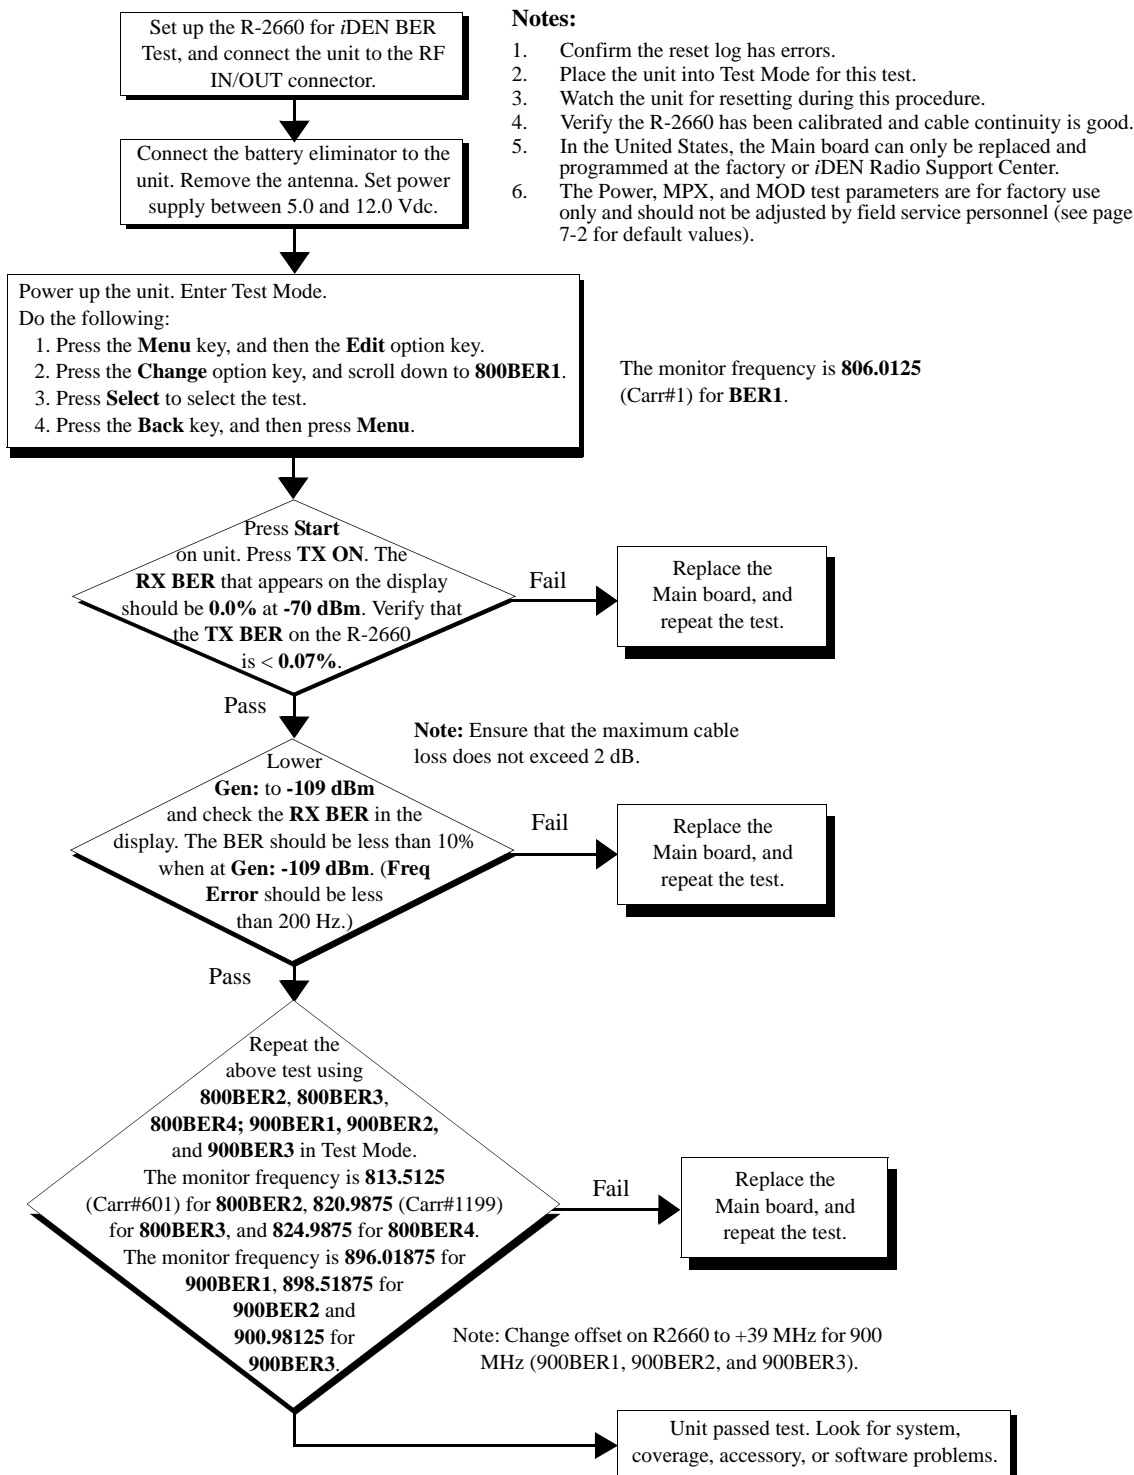 Set up the R-2660 for iDEN BER
Test, and connect the unit to the RF
IN/OUT connector.
Notes:
1. Confirm the reset log has errors.
2. Place the unit into Test Mode for this test.
3. Watch the unit for resetting during this procedure.
4. Verify the R-2660 has been calibrated and cable continuity is good.
5. In the United States, the Main board can only be replaced and
programmed at the factory or iDEN Radio Support Center.
6. The Power, MPX, and MOD test parameters are for factory use
only and should not be adjusted by field service personnel (see page
7-2 for default values).
Connect the battery eliminator to the
unit. Remove the antenna. Set power
supply between 5.0 and 12.0 Vdc.
Power up the unit. Enter Test Mode.
Do the following:
1. Press the Menu key, and then the Edit option key.
2. Press the Change option key, and scroll down to 800BER1.
3. Press Select to select the test.
4. Press the Back key, and then press Menu.
The monitor frequency is 806.0125
(Carr#1) for BER1.
Press Start
on unit. Press TX ON. The
RX BER that appears on the display
should be 0.0% at -70 dBm. Verify that
the TX BER on the R-2660
is < 0.07%.
Fail
Replace the
Main board, and
repeat the test.
Pass
Note: Ensure that the maximum cable
loss does not exceed 2 dB.
Lower
Gen: to -109 dBm
and check the RX BER in the
display. The BER should be less than 10%
when at Gen: -109 dBm. (Freq
Error should be less
than 200 Hz.)
Fail
Replace the
Main board, and
repeat the test.
Pass
Repeat the
above test using
800BER2, 800BER3,
800BER4; 900BER1, 900BER2,
and 900BER3 in Test Mode.
The monitor frequency is 813.5125
(Carr#601) for 800BER2, 820.9875 (Carr#1199)
for 800BER3, and 824.9875 for 800BER4.
The monitor frequency is 896.01875 for
900BER1, 898.51875 for
900BER2 and
900.98125 for
900BER3.
Fail
Replace the
Main board, and
repeat the test.
Note: Change offset on R2660 to +39 MHz for 900
MHz (900BER1, 900BER2, and 900BER3).
Unit passed test. Look for system,
coverage, accessory, or software problems.